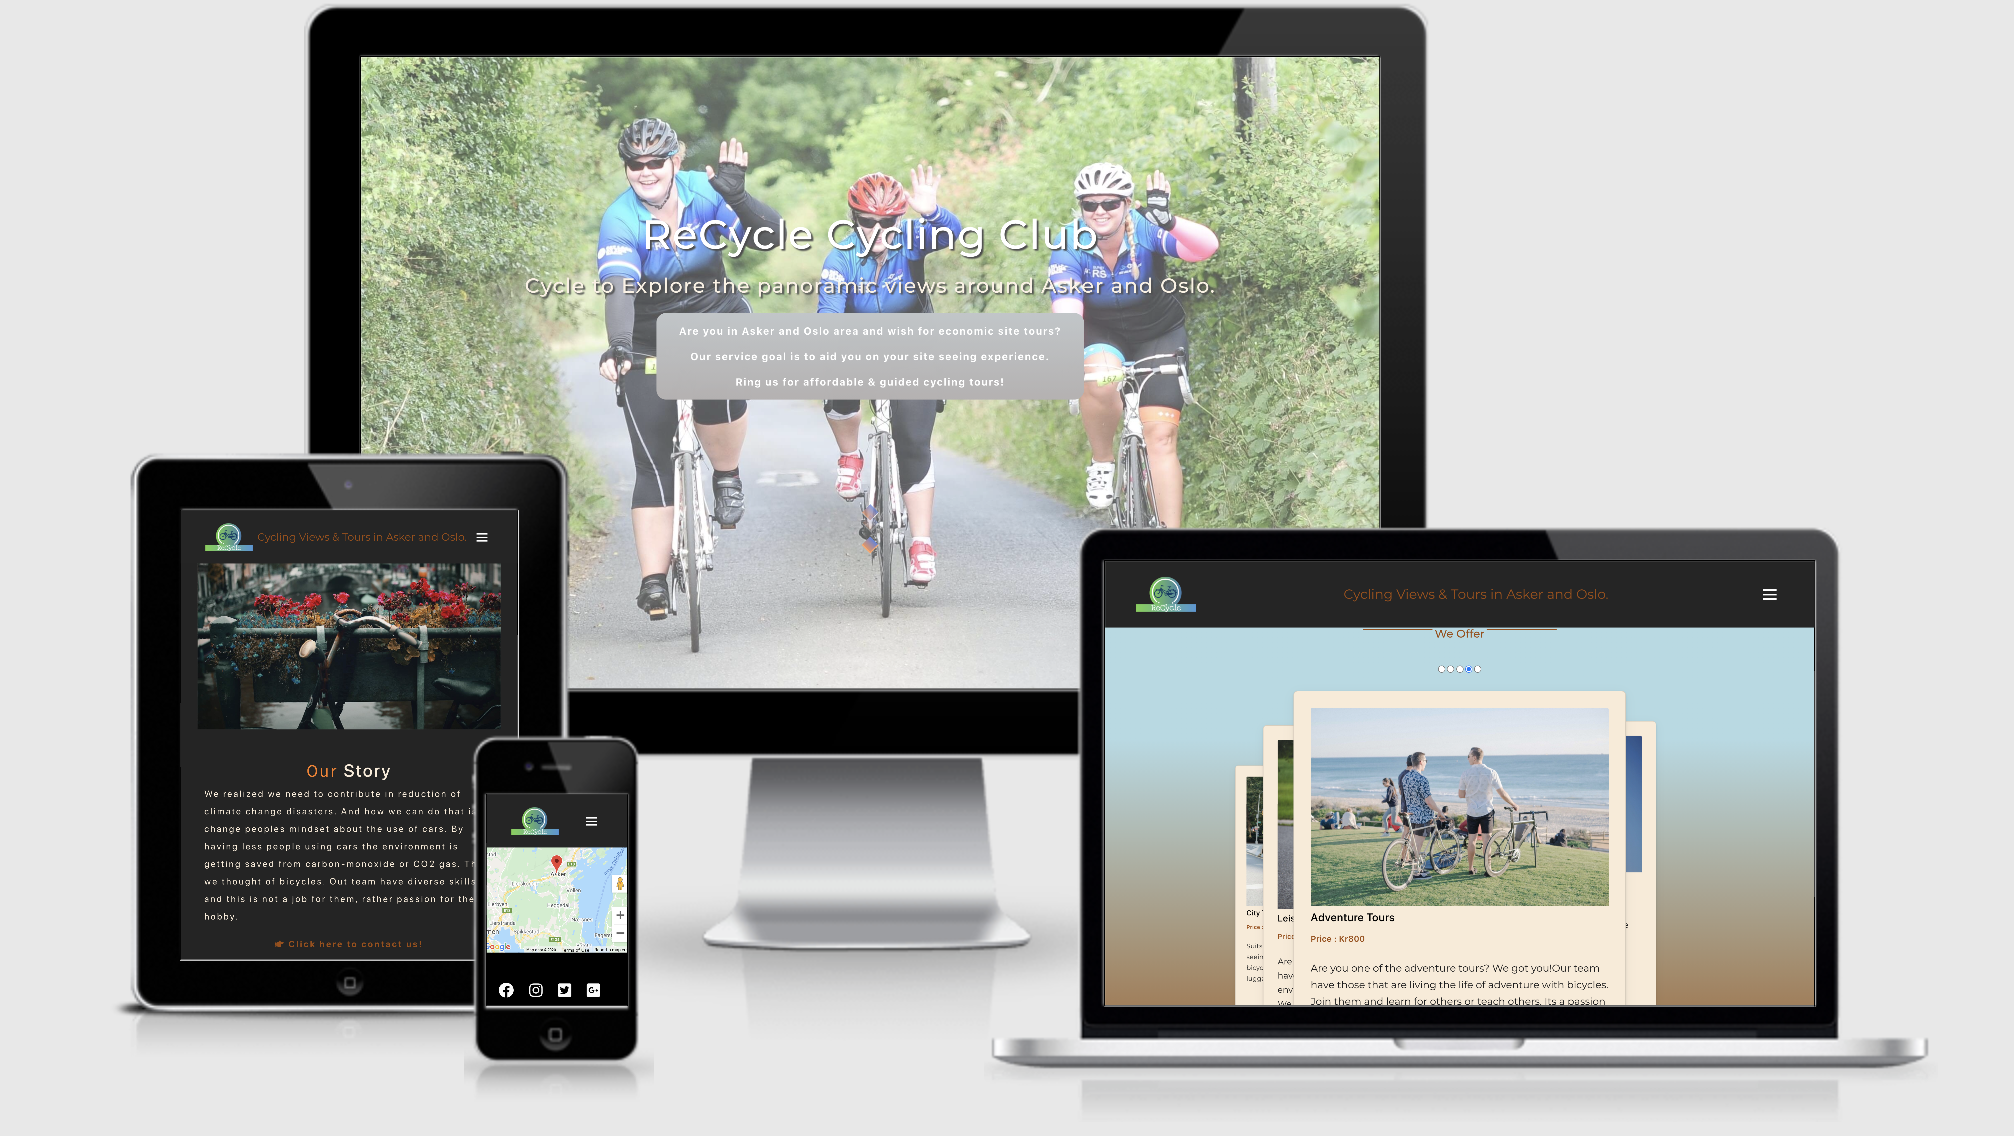 ReCycle Cycling Club
Cycle to Explore the panoramic views around Asker and Oslo.
Are you in Asker and Oslo area and wish for economic site tours?
Our service goal is to aid you on your site seeing experience.
Ring us for affordable & guided cycling tours!
167
ReCycle
Cycling Views & Tours in Asker and Oslo.
Our Story
We realized we need to contribute in reduction of
climate change disasters. And how we can do that is
change peoples mindset about the use of cars. By
having less people using cars the environment is
getting saved from carbon-monoxide or CO2 gas.
we thought of bicycles. Out team have diverse skills
and this is not a job for them, rather passion for the
hobby.
Click here to contact us!
ReCycle
Asker
Vollen
Google
ReCycle
Cycling Views & Tours in Asker and Oslo.
We Offer
City
Price :
Suits
Leis
Price
Are
have
We
Adventure Tours
Price : Kr800
Are you one of the adventure tours? We got you!Our team
have those that are living the life of adventure with bicycles.
Join them and learn for others or teach others. Its a passion